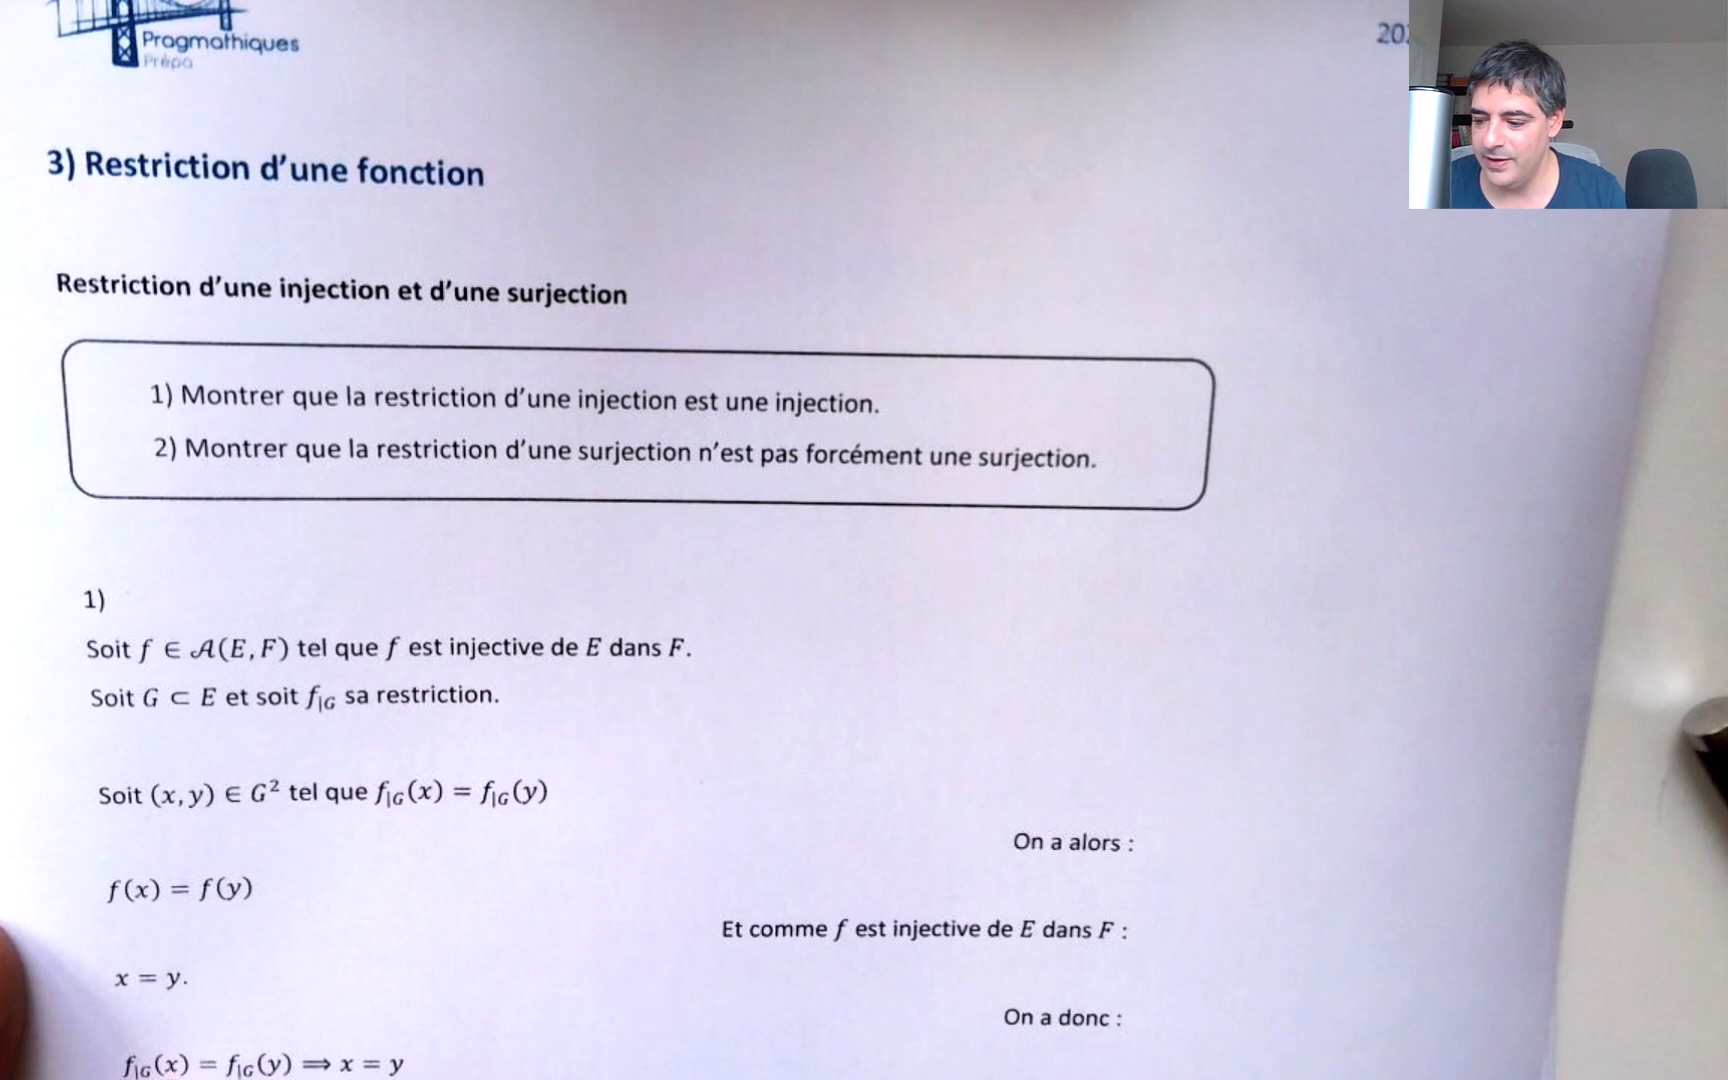 Pragmathiques
Prépa
20
3) Restriction d'une fonction
Restriction d'une injection et d'une surjection
1) Montrer que la restriction d'une injection est une injection.
2) Montrer que la restriction d'une surjection n'est pas forcément une surjection.
1)
Soit f ∈ 𝒜(E, F) tel que f est injective de E dans F.
Soit G ⊂ E et soit f|G sa restriction.
Soit (x, y) ∈ G² tel que f|G(x) = f|G(y)
On a alors :
f(x) = f(y)
Et comme f est injective de E dans F :
x = y.
On a donc :
f|G(x) = f|G(y) ⟹ x = y